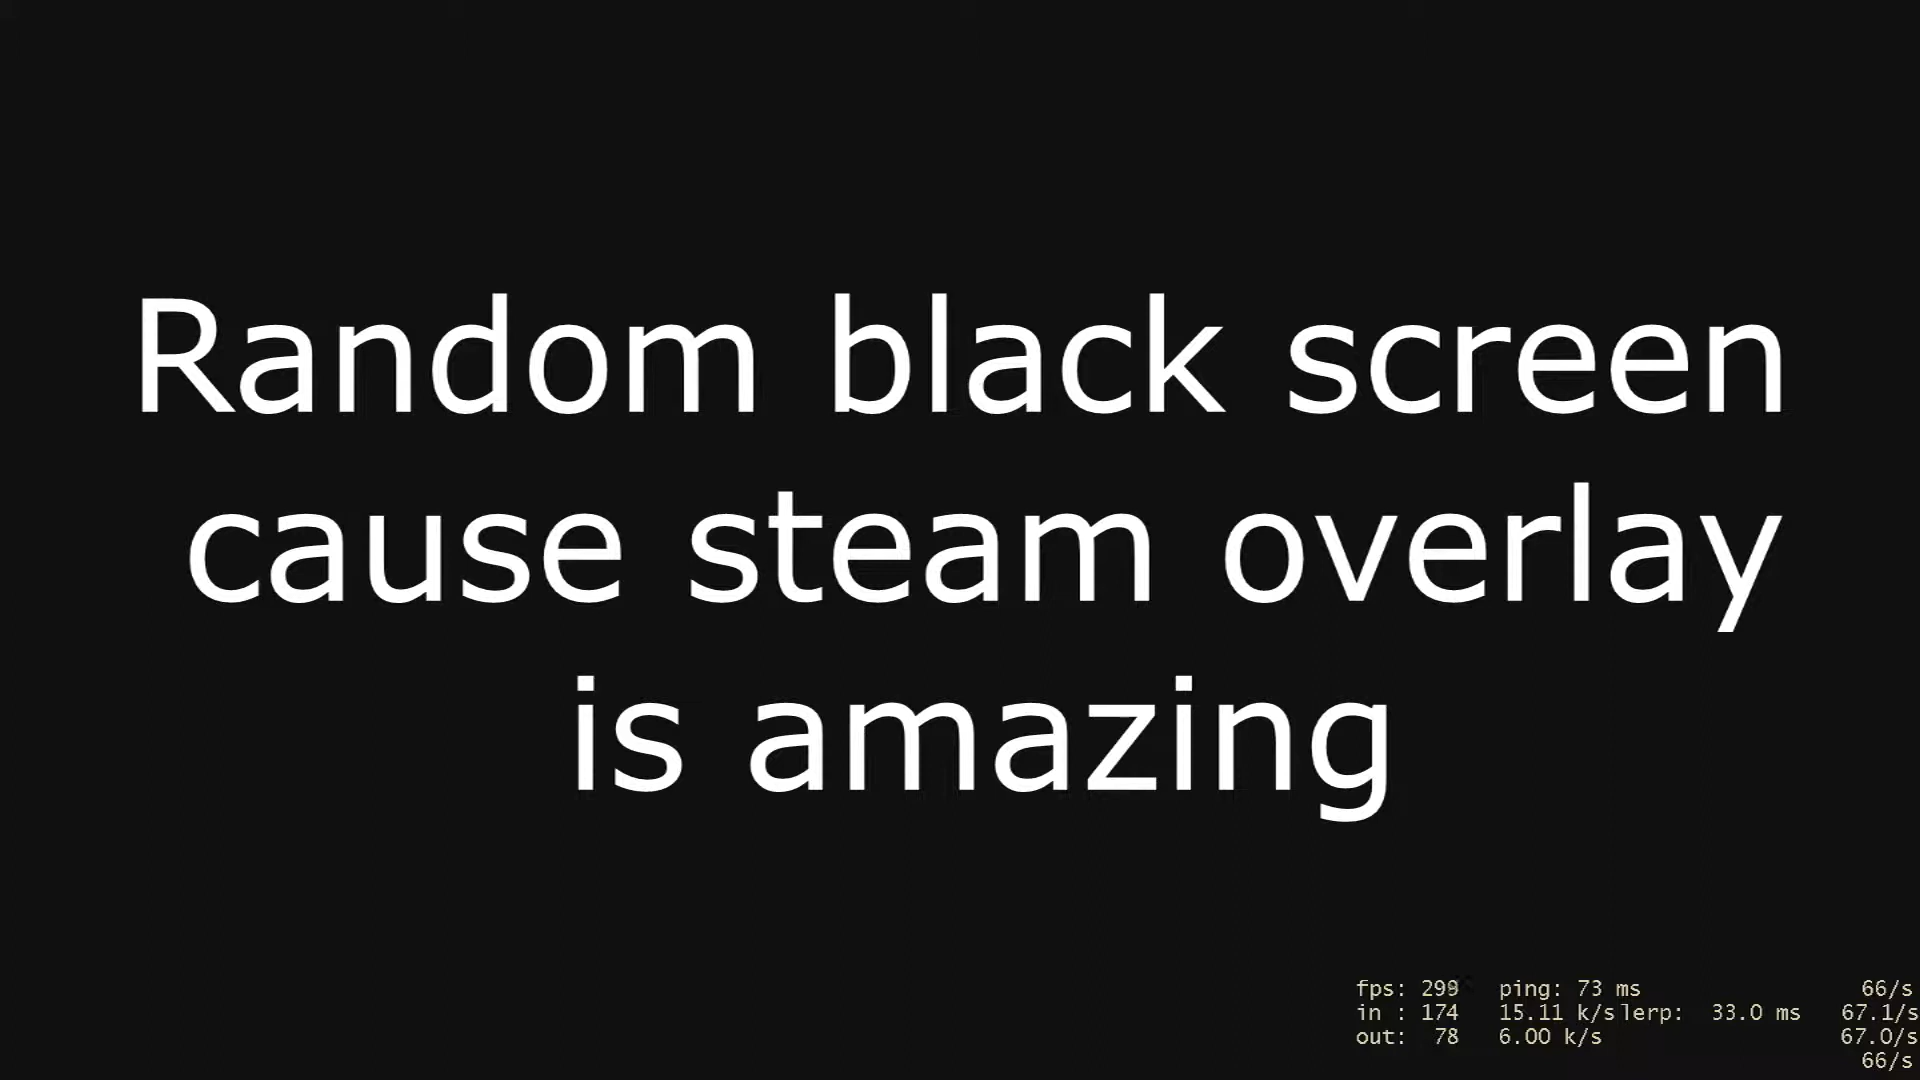 Random black screen
cause steam overlay
is amazing
fps: 299 ping: 73 ms 66/s
in : 174 15.11 k/s lerp: 33.0 ms 67.1/s
out: 78 6.00 k/s 67.0/s
66/s